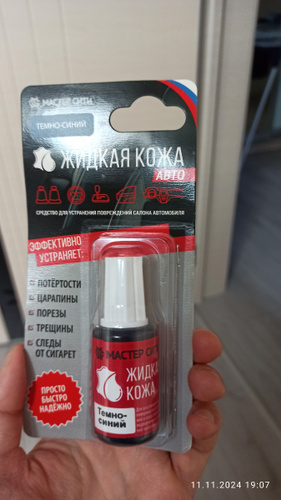 МАСТЕР СИТИ
ТЕМНО-СИНИЙ
ЖИДКАЯ КОЖА
АВТО
СРЕДСТВО ДЛЯ УСТРАНЕНИЯ ПОВРЕЖДЕНИЙ САЛОНА АВТОМОБИЛЯ
ЭФФЕКТИВНО
УСТРАНЯЕТ:
ПОТЁРТОСТИ
ЦАРАПИНЫ
ПОРЕЗЫ
ТРЕЩИНЫ
СЛЕДЫ
ОТ СИГАРЕТ
ПРОСТО
БЫСТРО
НАДЁЖНО
МАСТЕР СИТИ
ЖИДКАЯ
КОЖА
Темно-
синий
11.11.2024 19:07